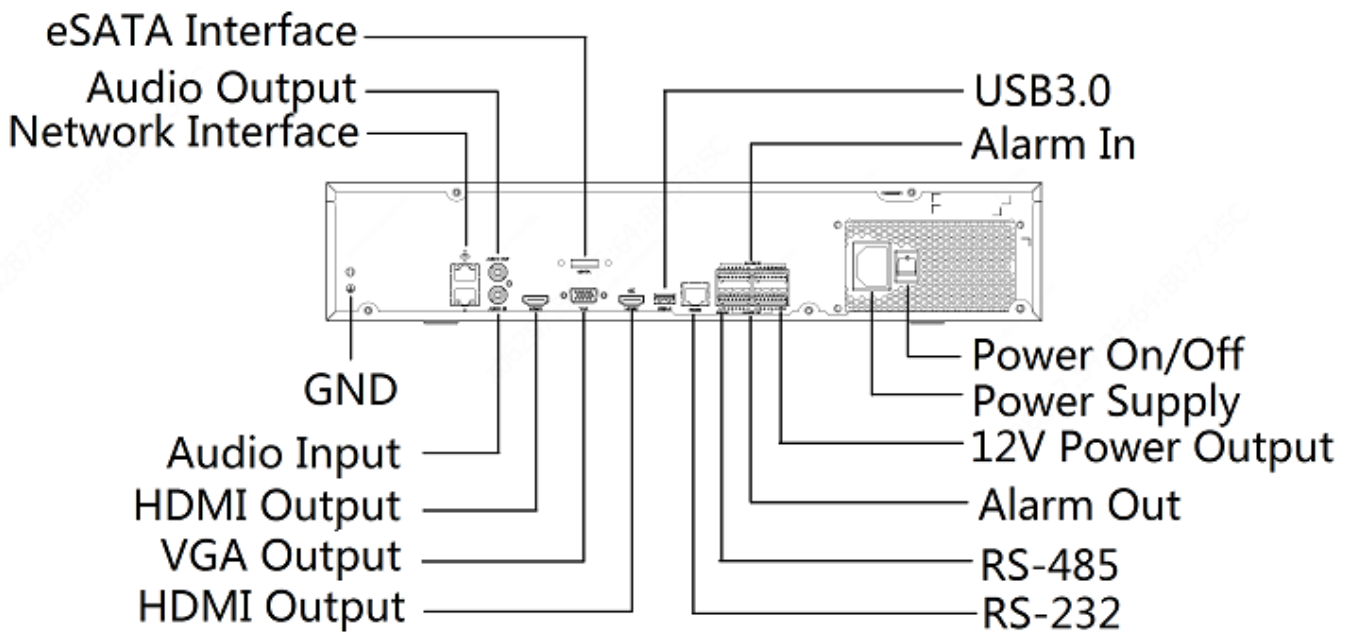 eSATA Interface
Audio Output
Network Interface
USB3.0
Alarm In
GND
Audio Input
HDMI Output
VGA Output
HDMI Output
Power On/Off
Power Supply
12V Power Output
Alarm Out
RS-485
RS-232